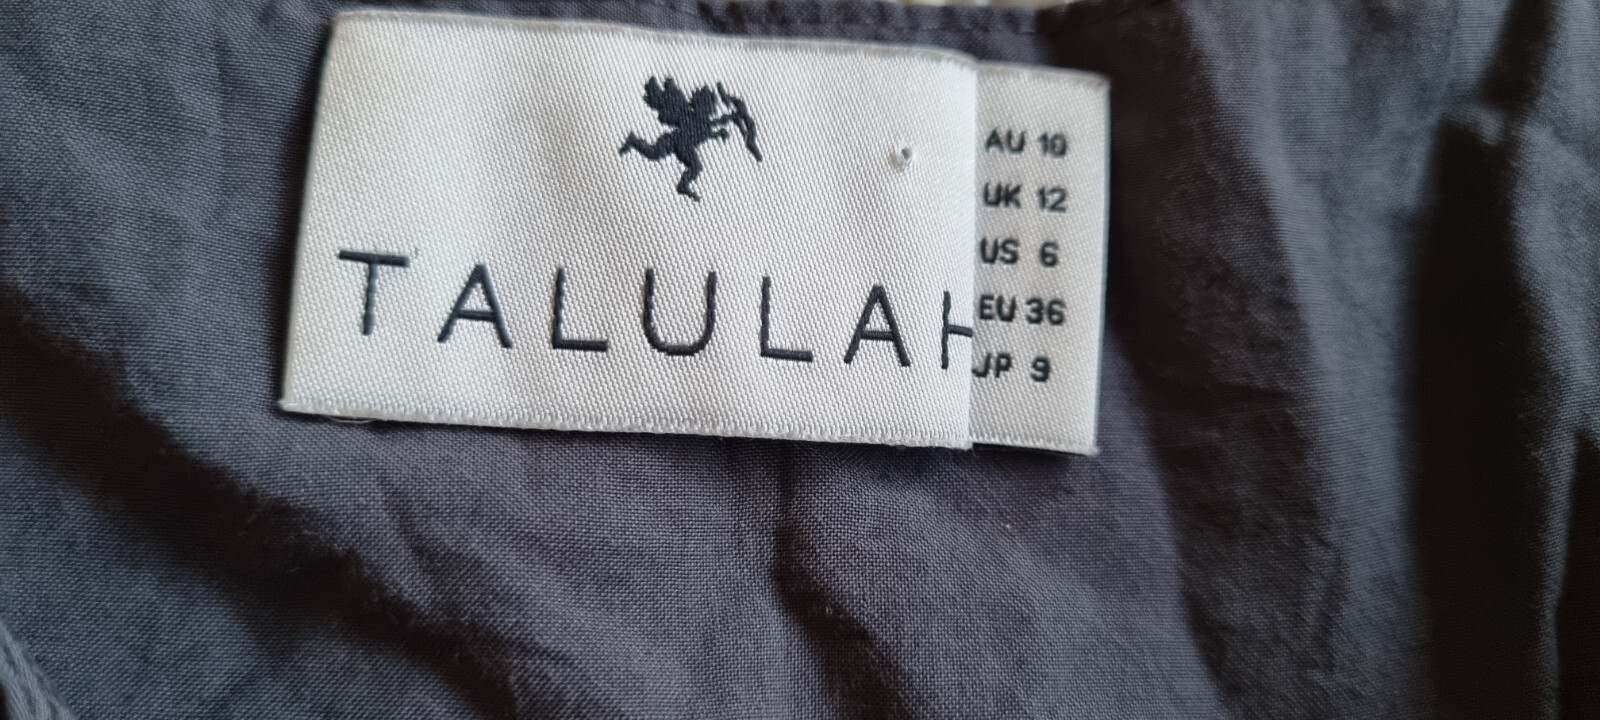 TALULAH
AU 10
UK 12
US 6
EU 36
JP 9